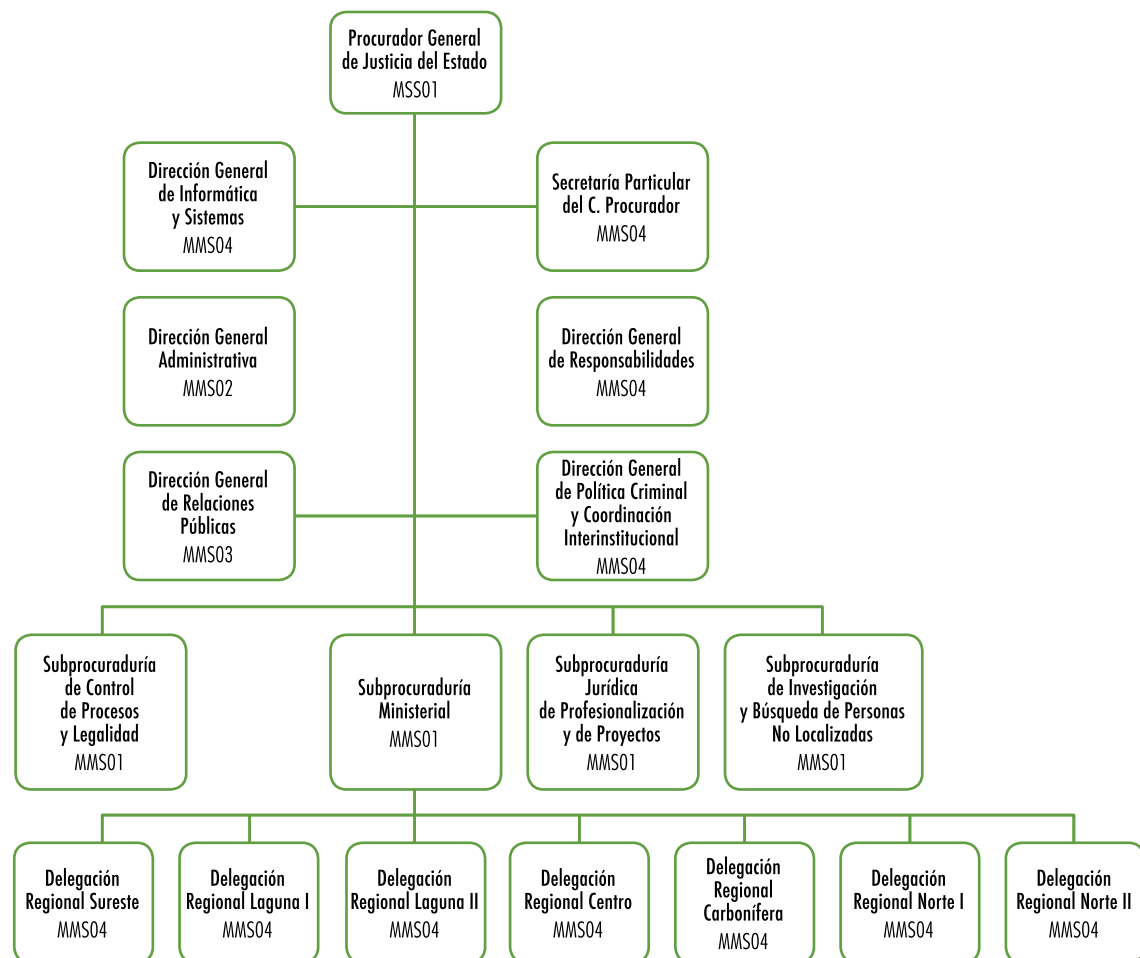 Procurador General
de Justicia del Estado
MSS01
Dirección General
de Informática
y Sistemas
MMS04
Secretaría Particular
del C. Procurador
MMS04
Dirección General
Administrativa
MMS02
Dirección General
de Responsabilidades
MMS04
Dirección General
de Relaciones
Públicas
MMS03
Dirección General
de Política Criminal
y Coordinación
Interinstitucional
MMS04
Subprocuraduría
de Control
de Procesos
y Legalidad
MMS01
Subprocuraduría
Ministerial
MMS01
Subprocuraduría
Jurídica
de Profesionalización
y de Proyectos
MMS01
Subprocuraduría
de Investigación
y Búsqueda de Personas
No Localizadas
MMS01
Delegación
Regional Sureste
MMS04
Delegación
Regional Laguna I
MMS04
Delegación
Regional Laguna II
MMS04
Delegación
Regional Centro
MMS04
Delegación
Regional
Carbonífera
MMS04
Delegación
Regional Norte I
MMS04
Delegación
Regional Norte II
MMS04